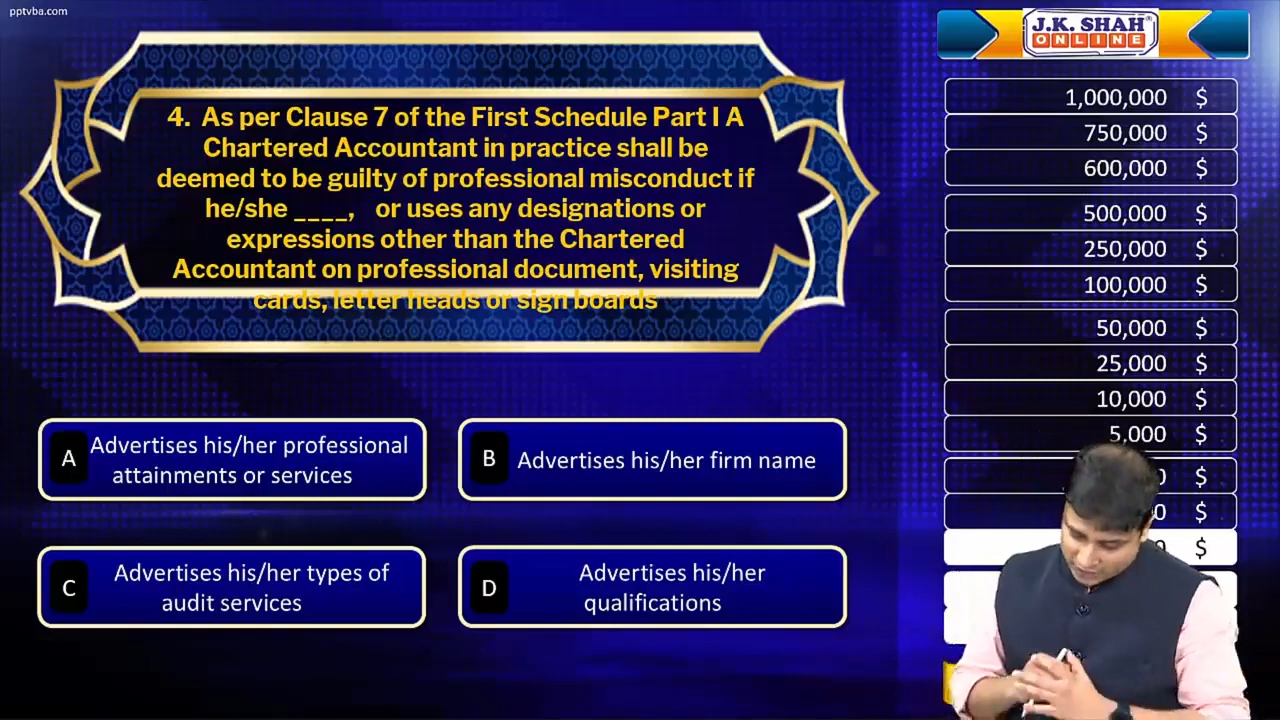 pptvba.com
4. As per Clause 7 of the First Schedule Part I A
Chartered Accountant in practice shall be
deemed to be guilty of professional misconduct if
he/she ____, or uses any designations or
expressions other than the Chartered
Accountant on professional document, visiting
cards, letter heads or sign boards
A
Advertises his/her professional
attainments or services
B
Advertises his/her firm name
C
Advertises his/her types of
audit services
D
Advertises his/her
qualifications
J.K. SHAH®
ONLINE
1,000,000 $
750,000 $
600,000 $
500,000 $
250,000 $
100,000 $
50,000 $
25,000 $
10,000 $
5,000 $
$
$
$